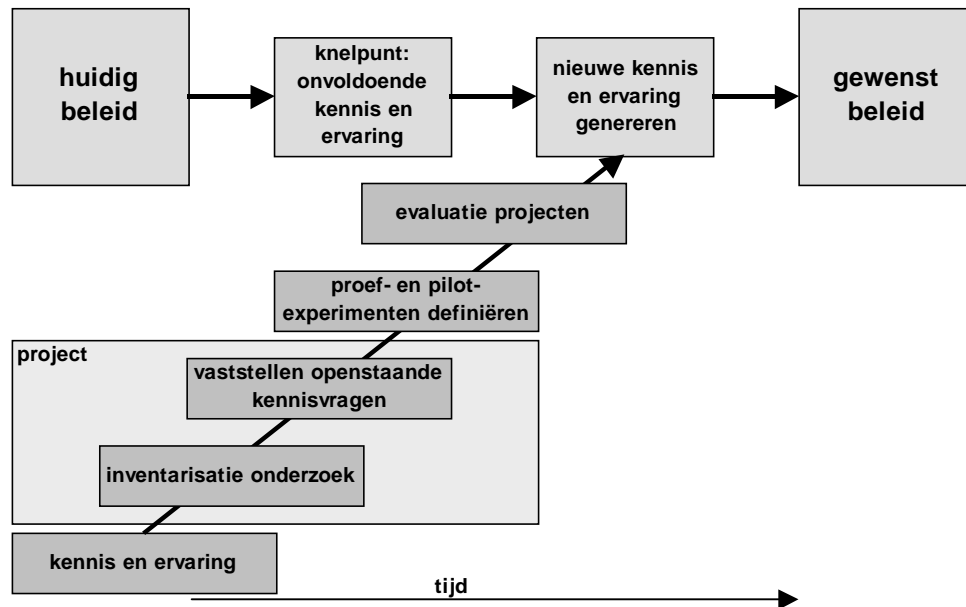 huidig
beleid
knelpunt:
onvoldoende
kennis en
ervaring
nieuwe kennis
en ervaring
genereren
gewenst
beleid
evaluatie projecten
proef- en pilot-
experimenten definiëren
project
vaststellen openstaande
kennisvragen
inventarisatie onderzoek
kennis en ervaring
tijd